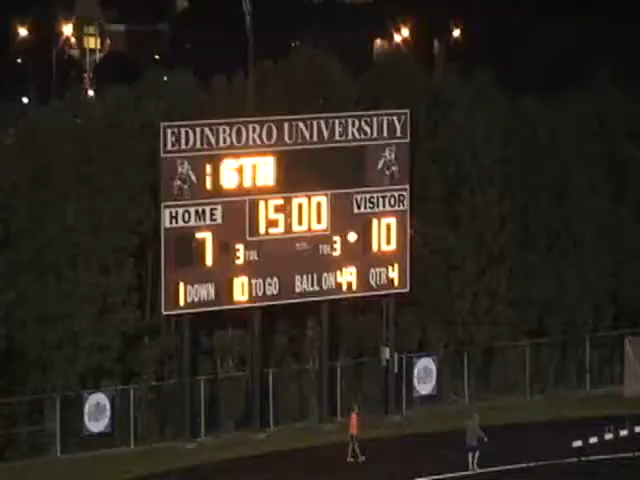 EDINBORO UNIVERSITY
1 6TH
HOME 15:00 VISITOR
7 3 TOL TOL 3 10
1 DOWN 10 TO GO BALL ON 49 QTR 4